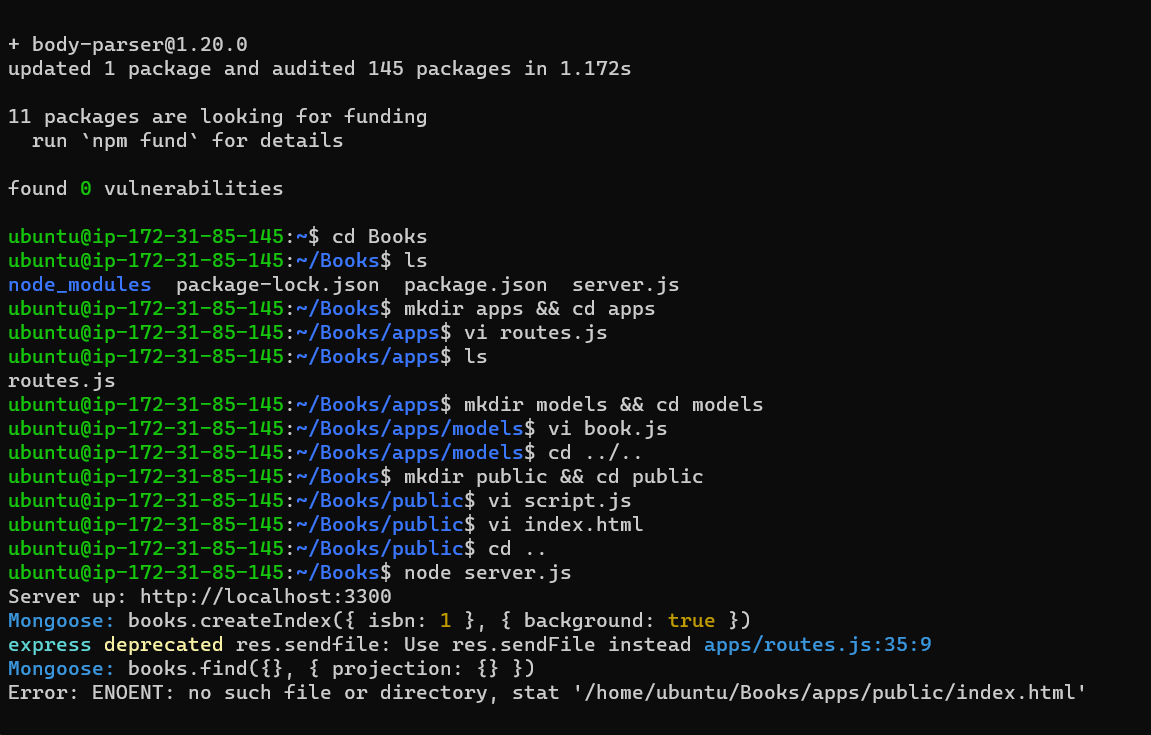 + body-parser@1.20.0
updated 1 package and audited 145 packages in 1.172s
11 packages are looking for funding
  run `npm fund` for details
found 0 vulnerabilities
ubuntu@ip-172-31-85-145:~$ cd Books
ubuntu@ip-172-31-85-145:~/Books$ ls
node_modules  package-lock.json  package.json  server.js
ubuntu@ip-172-31-85-145:~/Books$ mkdir apps && cd apps
ubuntu@ip-172-31-85-145:~/Books/apps$ vi routes.js
ubuntu@ip-172-31-85-145:~/Books/apps$ ls
routes.js
ubuntu@ip-172-31-85-145:~/Books/apps$ mkdir models && cd models
ubuntu@ip-172-31-85-145:~/Books/apps/models$ vi book.js
ubuntu@ip-172-31-85-145:~/Books/apps/models$ cd ../..
ubuntu@ip-172-31-85-145:~/Books$ mkdir public && cd public
ubuntu@ip-172-31-85-145:~/Books/public$ vi script.js
ubuntu@ip-172-31-85-145:~/Books/public$ vi index.html
ubuntu@ip-172-31-85-145:~/Books/public$ cd ..
ubuntu@ip-172-31-85-145:~/Books$ node server.js
Server up: http://localhost:3300
Mongoose: books.createIndex({ isbn: 1 }, { background: true })
express deprecated res.sendfile: Use res.sendFile instead apps/routes.js:35:9
Mongoose: books.find({}, { projection: {} })
Error: ENOENT: no such file or directory, stat '/home/ubuntu/Books/apps/public/index.html'